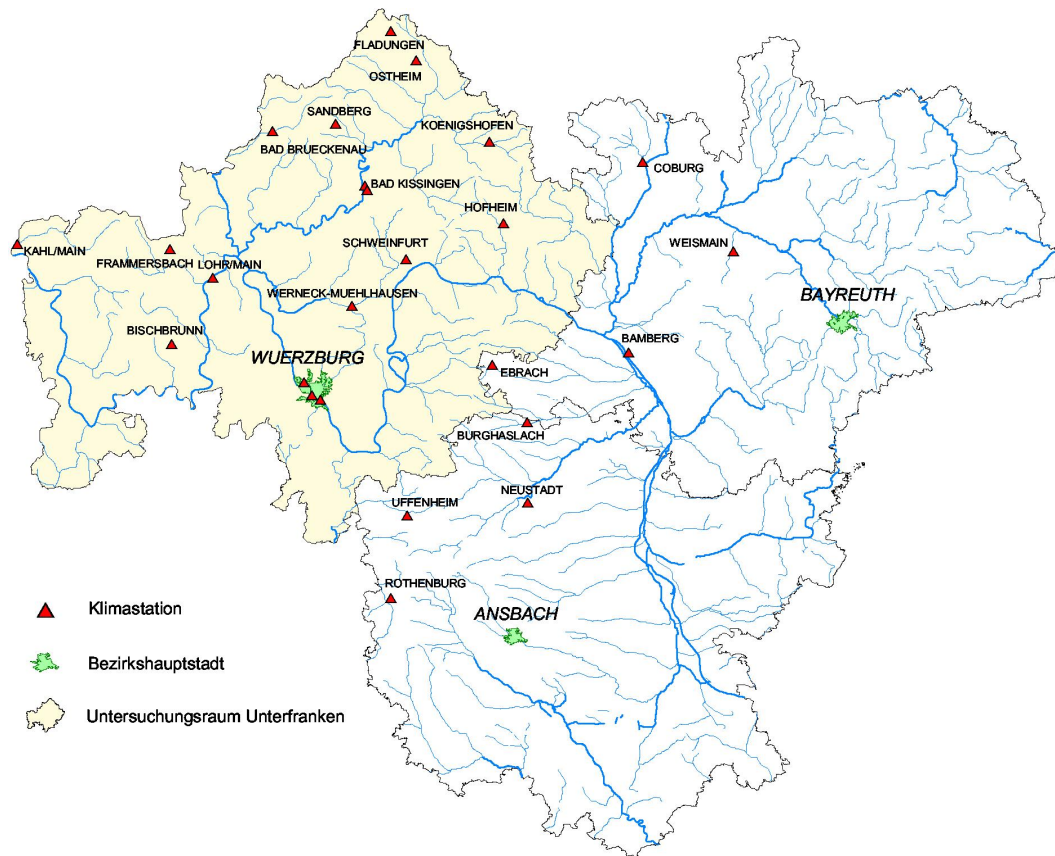 FLADUNGEN
OSTHEIM
SANDBERG
KOENIGSHOFEN
BAD BRUECKENAU
COBURG
BAD KISSINGEN
HOFHEIM
SCHWEINFURT
WEISMAIN
KAHL/MAIN
FRAMMERSBACH
LOHR/MAIN
WERNECK-MUEHLHAUSEN
BAYREUTH
BISCHBRUNN
BAMBERG
WUERZBURG
EBRACH
BURGHASLACH
NEUSTADT
UFFENHEIM
ROTHENBURG
ANSBACH
Klimastation
Bezirkshauptstadt
Untersuchungsraum Unterfranken